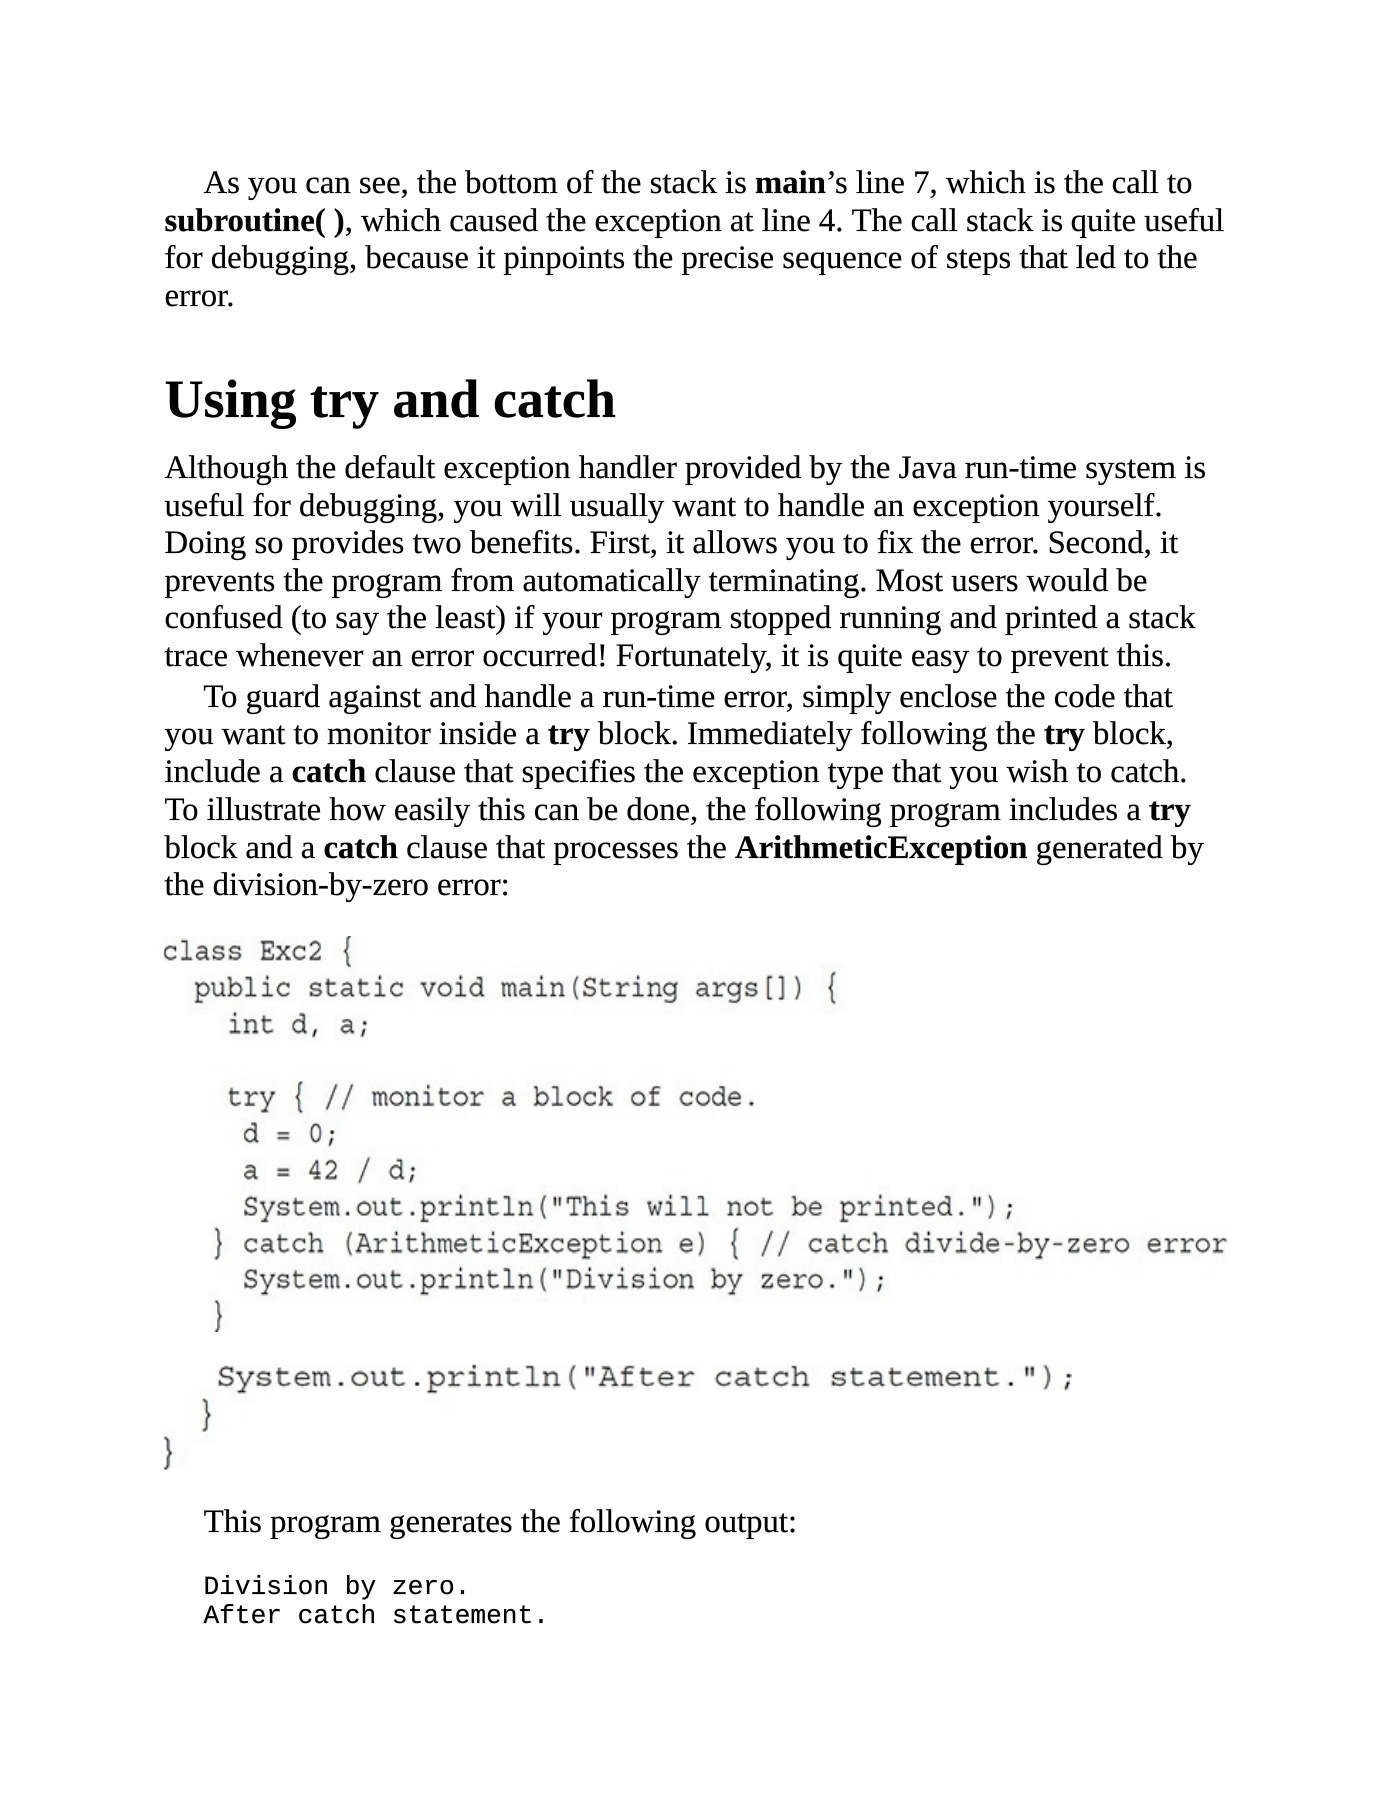 As you can see, the bottom of the stack is main’s line 7, which is the call to
subroutine( ), which caused the exception at line 4. The call stack is quite useful
for debugging, because it pinpoints the precise sequence of steps that led to the
error.
Using try and catch
Although the default exception handler provided by the Java run-time system is
useful for debugging, you will usually want to handle an exception yourself.
Doing so provides two benefits. First, it allows you to fix the error. Second, it
prevents the program from automatically terminating. Most users would be
confused (to say the least) if your program stopped running and printed a stack
trace whenever an error occurred! Fortunately, it is quite easy to prevent this.
To guard against and handle a run-time error, simply enclose the code that
you want to monitor inside a try block. Immediately following the try block,
include a catch clause that specifies the exception type that you wish to catch.
To illustrate how easily this can be done, the following program includes a try
block and a catch clause that processes the ArithmeticException generated by
the division-by-zero error:
class Exc2 {
  public static void main(String args[]) {
    int d, a;

    try { // monitor a block of code.
     d = 0;
     a = 42 / d;
     System.out.println("This will not be printed.");
   } catch (ArithmeticException e) { // catch divide-by-zero error
     System.out.println("Division by zero.");
   }

   System.out.println("After catch statement.");
  }
}
This program generates the following output:
Division by zero.
After catch statement.